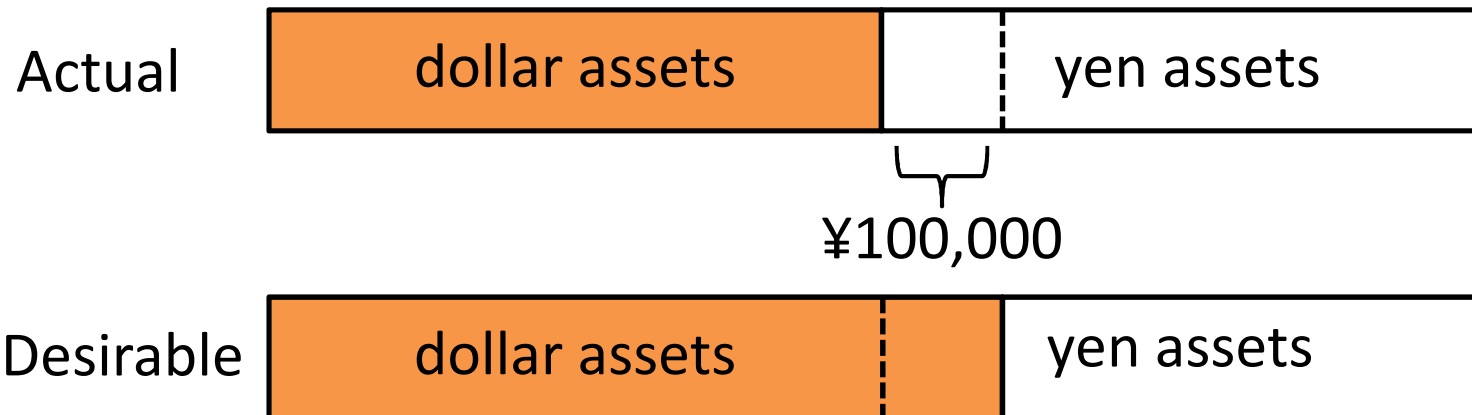 Actual dollar assets yen assets
¥100,000
Desirable dollar assets yen assets